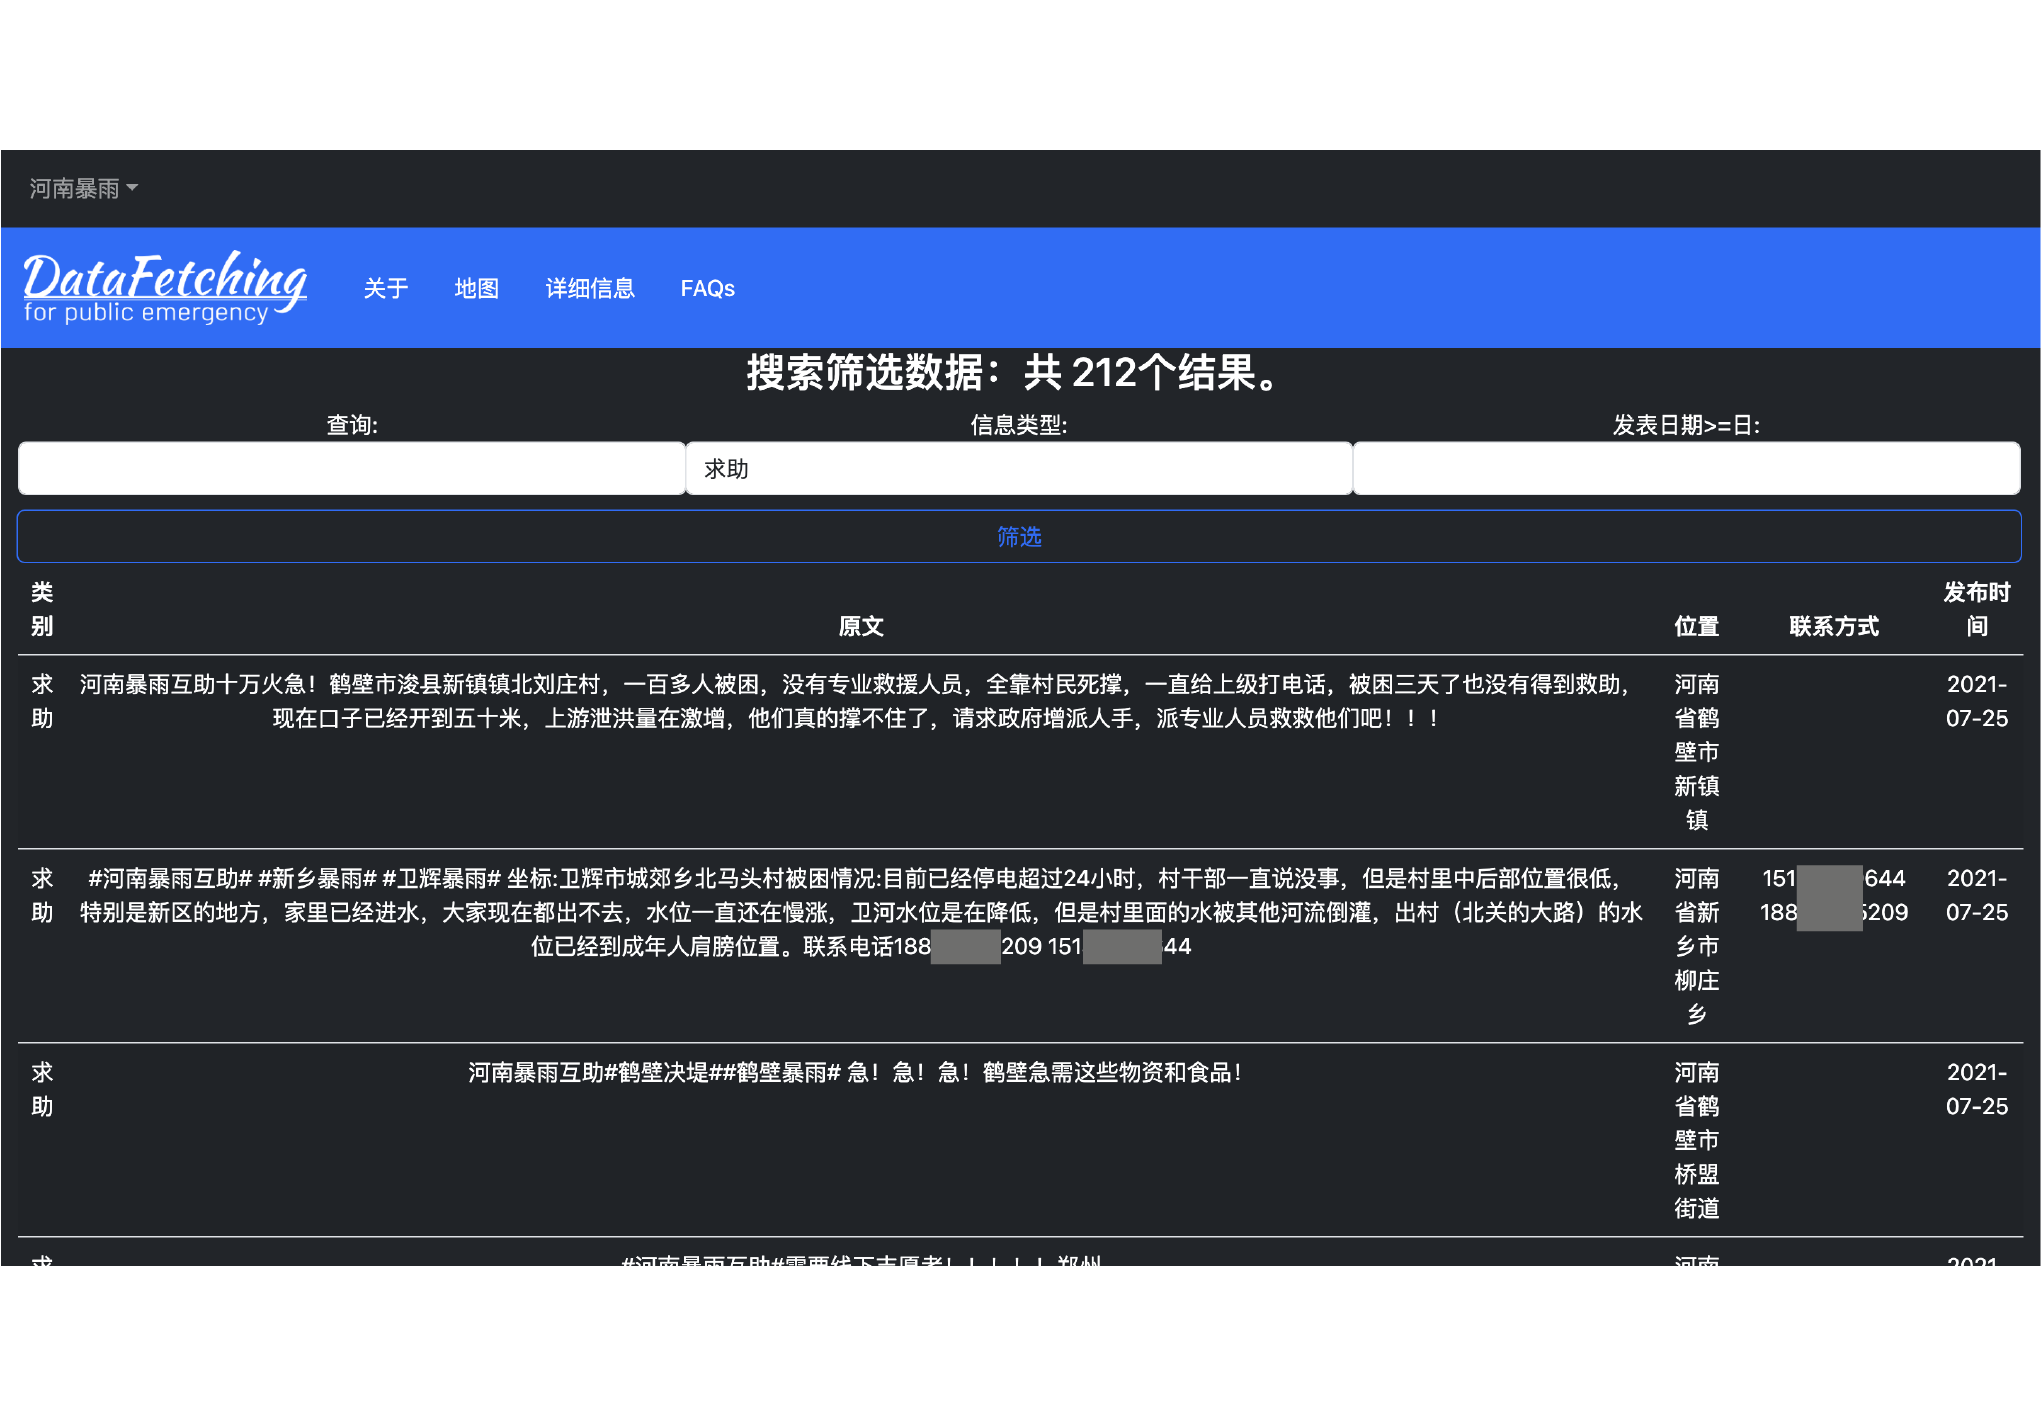 河南暴雨
DataFetching
for public emergency
关于 地图 详细信息 FAQs
搜索筛选数据：共 212个结果。
查询: 信息类型: 发表日期>=日:
求助
筛选
类别 原文 位置 联系方式 发布时间
求助
河南暴雨互助十万火急！鹤壁市浚县新镇镇北刘庄村，一百多人被困，没有专业救援人员，全靠村民死撑，一直给上级打电话，被困三天了也没有得到救助，
现在口子已经开到五十米，上游泄洪量在激增，他们真的撑不住了，请求政府增派人手，派专业人员救救他们吧！！！
河南
省鹤
壁市
新镇
镇
2021-
07-25
求助
#河南暴雨互助# #新乡暴雨# #卫辉暴雨# 坐标:卫辉市城郊乡北马头村被困情况:目前已经停电超过24小时，村干部一直说没事，但是村里中后部位置很低，
特别是新区的地方，家里已经进水，大家现在都出不去，水位一直还在慢涨，卫河水位是在降低，但是村里面的水被其他河流倒灌，出村（北关的大路）的水
位已经到成年人肩膀位置。联系电话188 209 151 44
河南
省新
乡市
柳庄
乡
151 644
188 5209
2021-
07-25
求助
河南暴雨互助#鹤壁决堤##鹤壁暴雨# 急！急！急！鹤壁急需这些物资和食品！
河南
省鹤
壁市
桥盟
街道
2021-
07-25
求 #河南暴雨互助#需要线下志愿者！！！！！郑州 河南 2021-